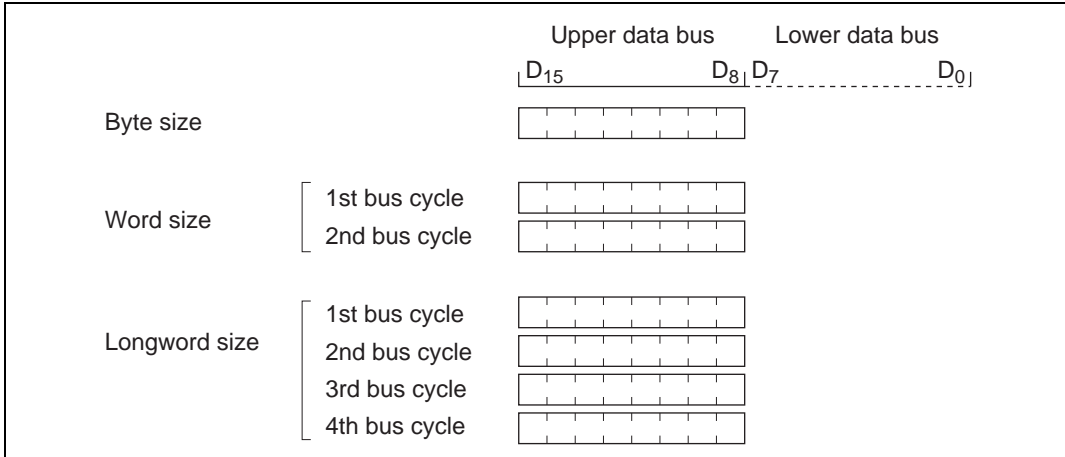 Upper data bus Lower data bus
D15 D8 D7 D0
Byte size
Word size
1st bus cycle
2nd bus cycle
Longword size
1st bus cycle
2nd bus cycle
3rd bus cycle
4th bus cycle